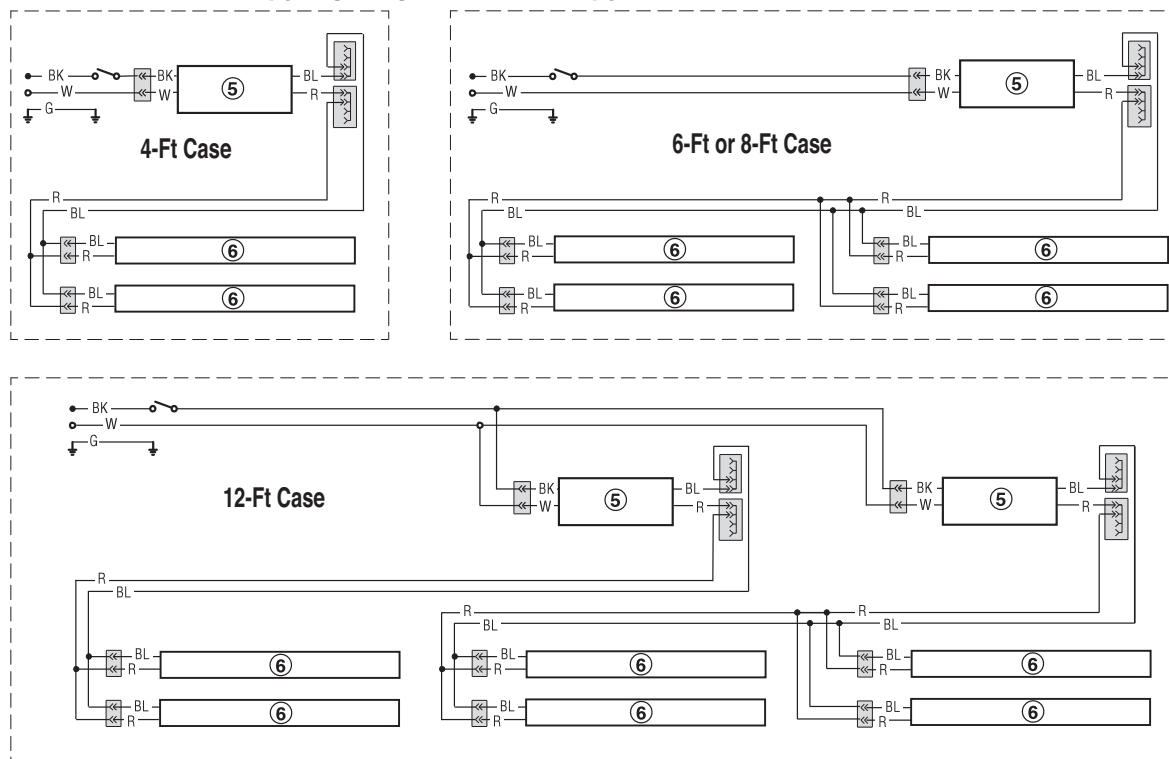 BK BK BL
W W R
5
G
4-Ft Case
R
BL
BL
R
6
BL
R
6
BK BK BL
W W R
5
G
6-Ft or 8-Ft Case
R R
BL BL
BL BL
R R
6 6
BL BL
R R
6 6
BK
W
G
12-Ft Case
BK BL BK BL
W R W R
5 5
R
BL
R R
BL BL
BL BL BL
R R R
6 6 6
BL BL BL
R R R
6 6 6